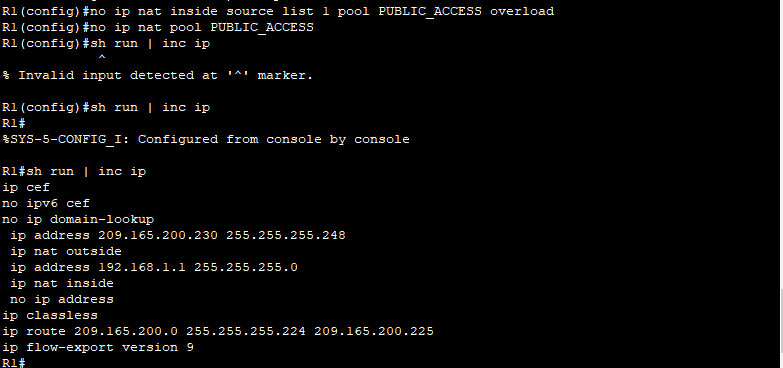 R1(config)#no ip nat inside source list 1 pool PUBLIC_ACCESS overload
R1(config)#no ip nat pool PUBLIC_ACCESS
R1(config)#sh run | inc ip
^
% Invalid input detected at '^' marker.
R1(config)#sh run | inc ip
R1#
%SYS-5-CONFIG_I: Configured from console by console
R1#sh run | inc ip
ip cef
no ipv6 cef
no ip domain-lookup
ip address 209.165.200.230 255.255.255.248
ip nat outside
ip address 192.168.1.1 255.255.255.0
ip nat inside
no ip address
ip classless
ip route 209.165.200.0 255.255.255.224 209.165.200.225
ip flow-export version 9
R1#